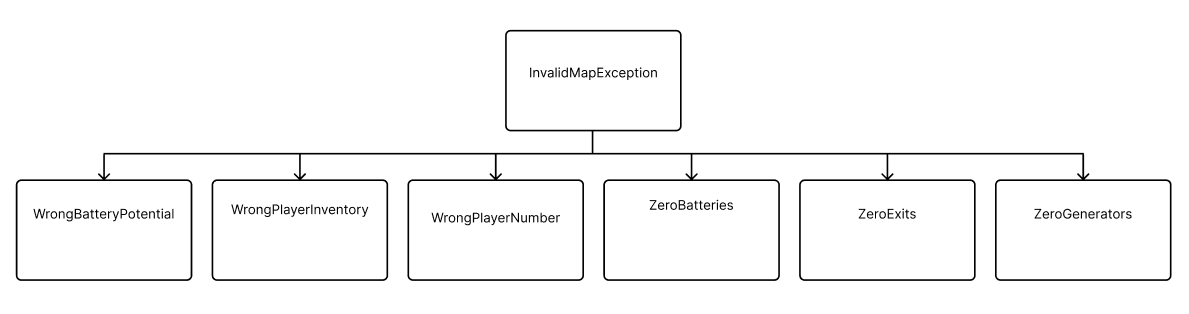 InvalidMapException
WrongBatteryPotential
WrongPlayerInventory
WrongPlayerNumber
ZeroBatteries
ZeroExits
ZeroGenerators